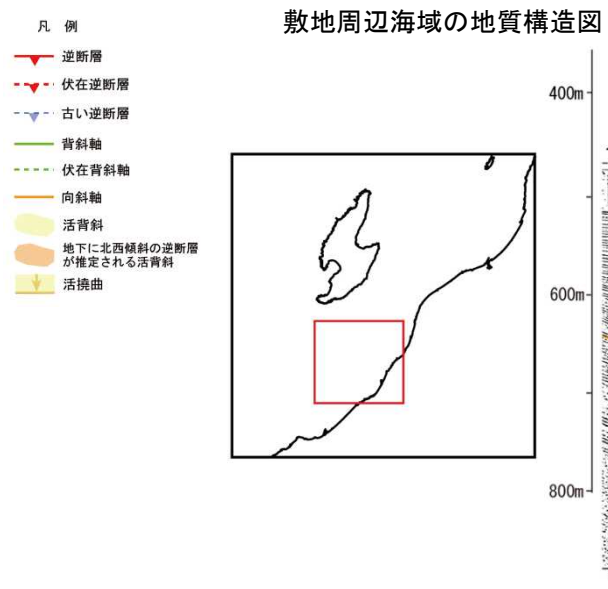 敷地周辺海域の地質構造図
凡 例
逆断層
伏在逆断層
古い逆断層
背斜軸
伏在背斜軸
向斜軸
活背斜
地下に北西傾斜の逆断層
が推定される活背斜
活撓曲
400m
600m
800m